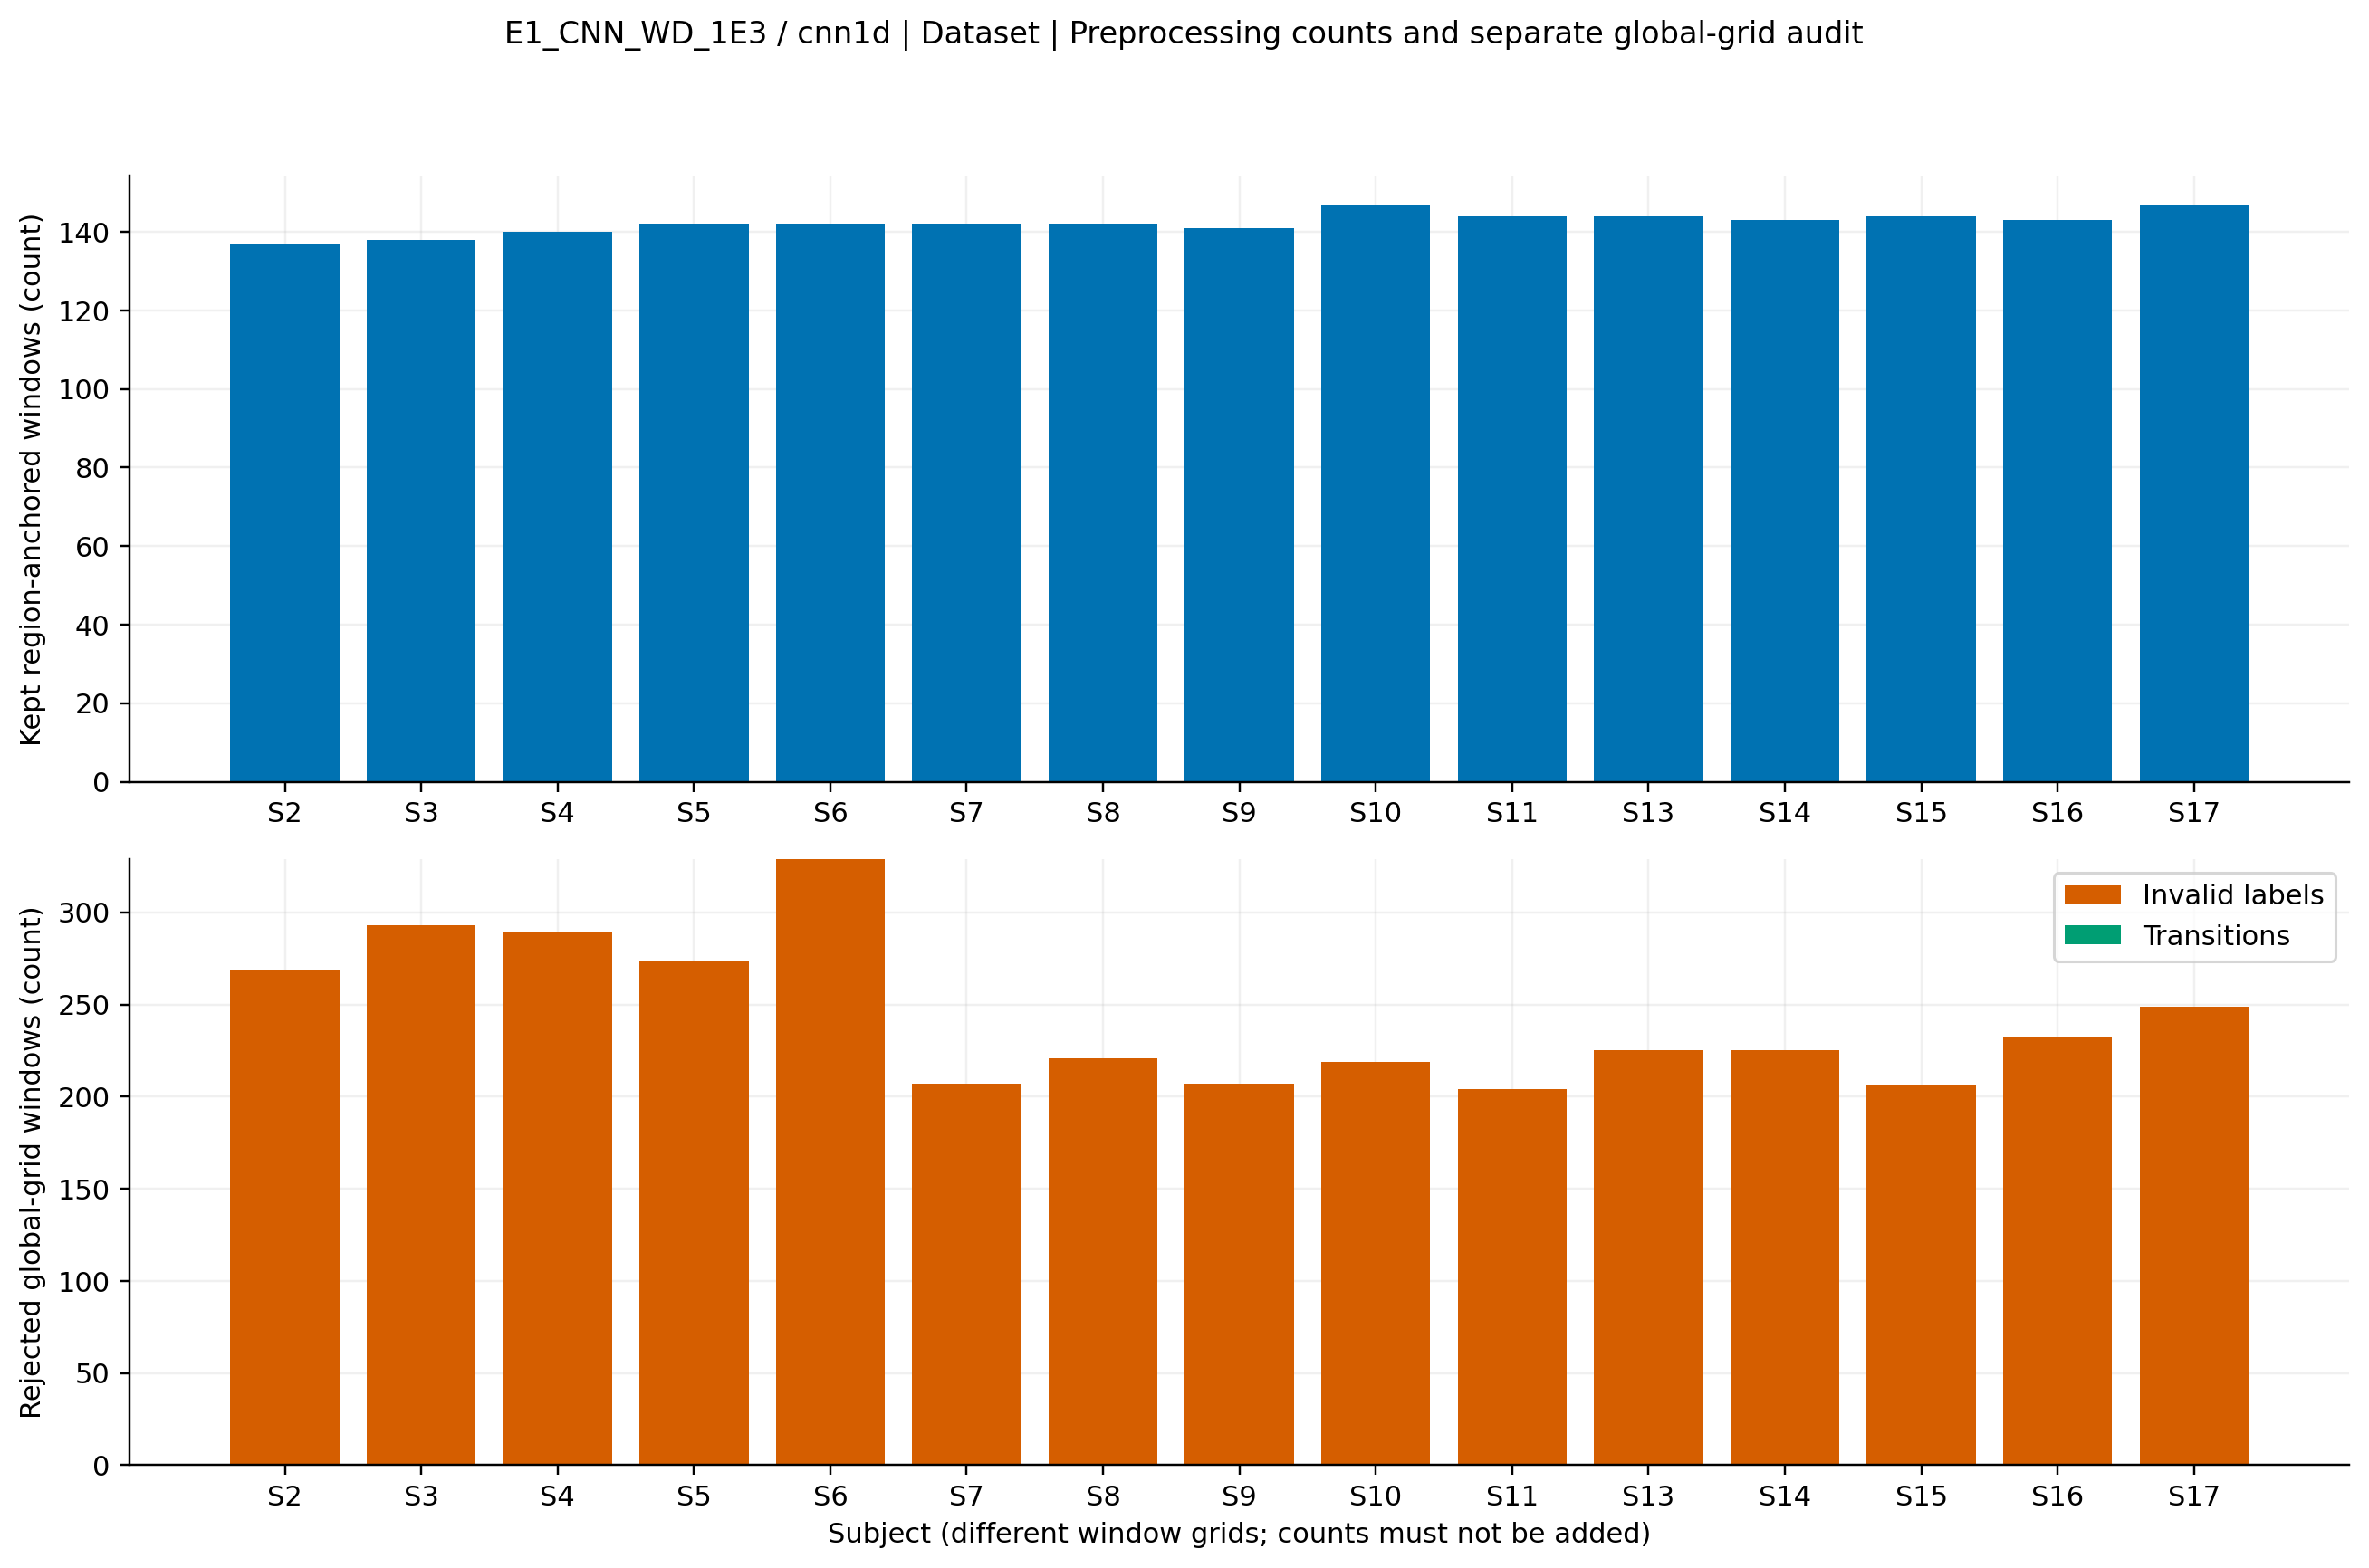 E1_CNN_WD_1E3 / cnn1d | Dataset | Preprocessing counts and separate global-grid audit
Kept region-anchored windows (count)
140
120
100
80
60
40
20
0
S2 S3 S4 S5 S6 S7 S8 S9 S10 S11 S13 S14 S15 S16 S17
Rejected global-grid windows (count)
300
250
200
150
100
50
0
Invalid labels
Transitions
S2 S3 S4 S5 S6 S7 S8 S9 S10 S11 S13 S14 S15 S16 S17
Subject (different window grids; counts must not be added)